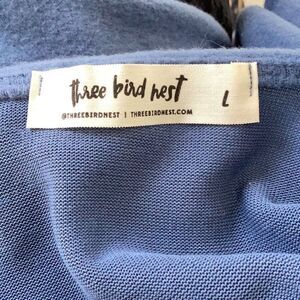 three bird nest L
@THREEBIRDNEST | THREEBIRDNEST.COM